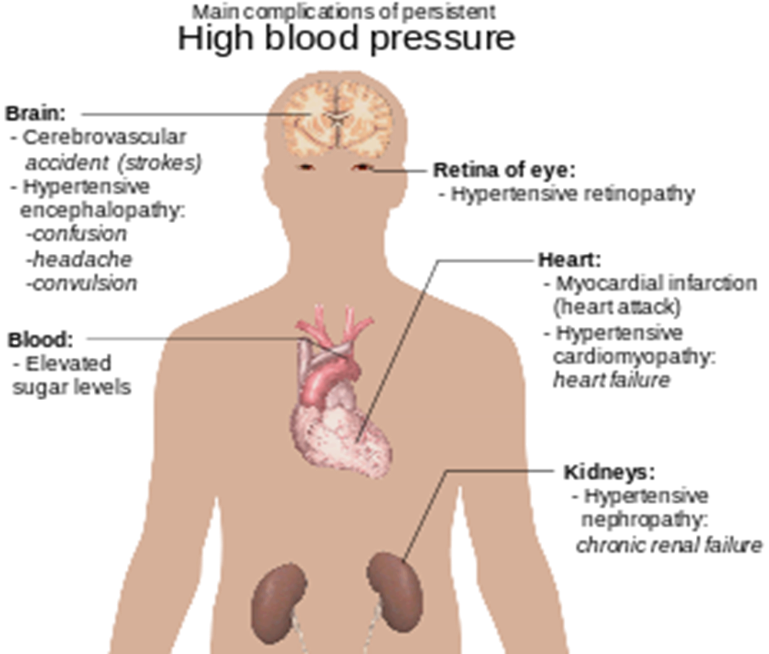 Main complications of persistent
High blood pressure
Brain:
- Cerebrovascular
accident (strokes)
- Hypertensive
encephalopathy:
-confusion
-headache
-convulsion
Retina of eye:
- Hypertensive retinopathy
Heart:
- Myocardial infarction
(heart attack)
- Hypertensive
cardiomyopathy:
heart failure
Blood:
- Elevated
sugar levels
Kidneys:
- Hypertensive
nephropathy:
chronic renal failure